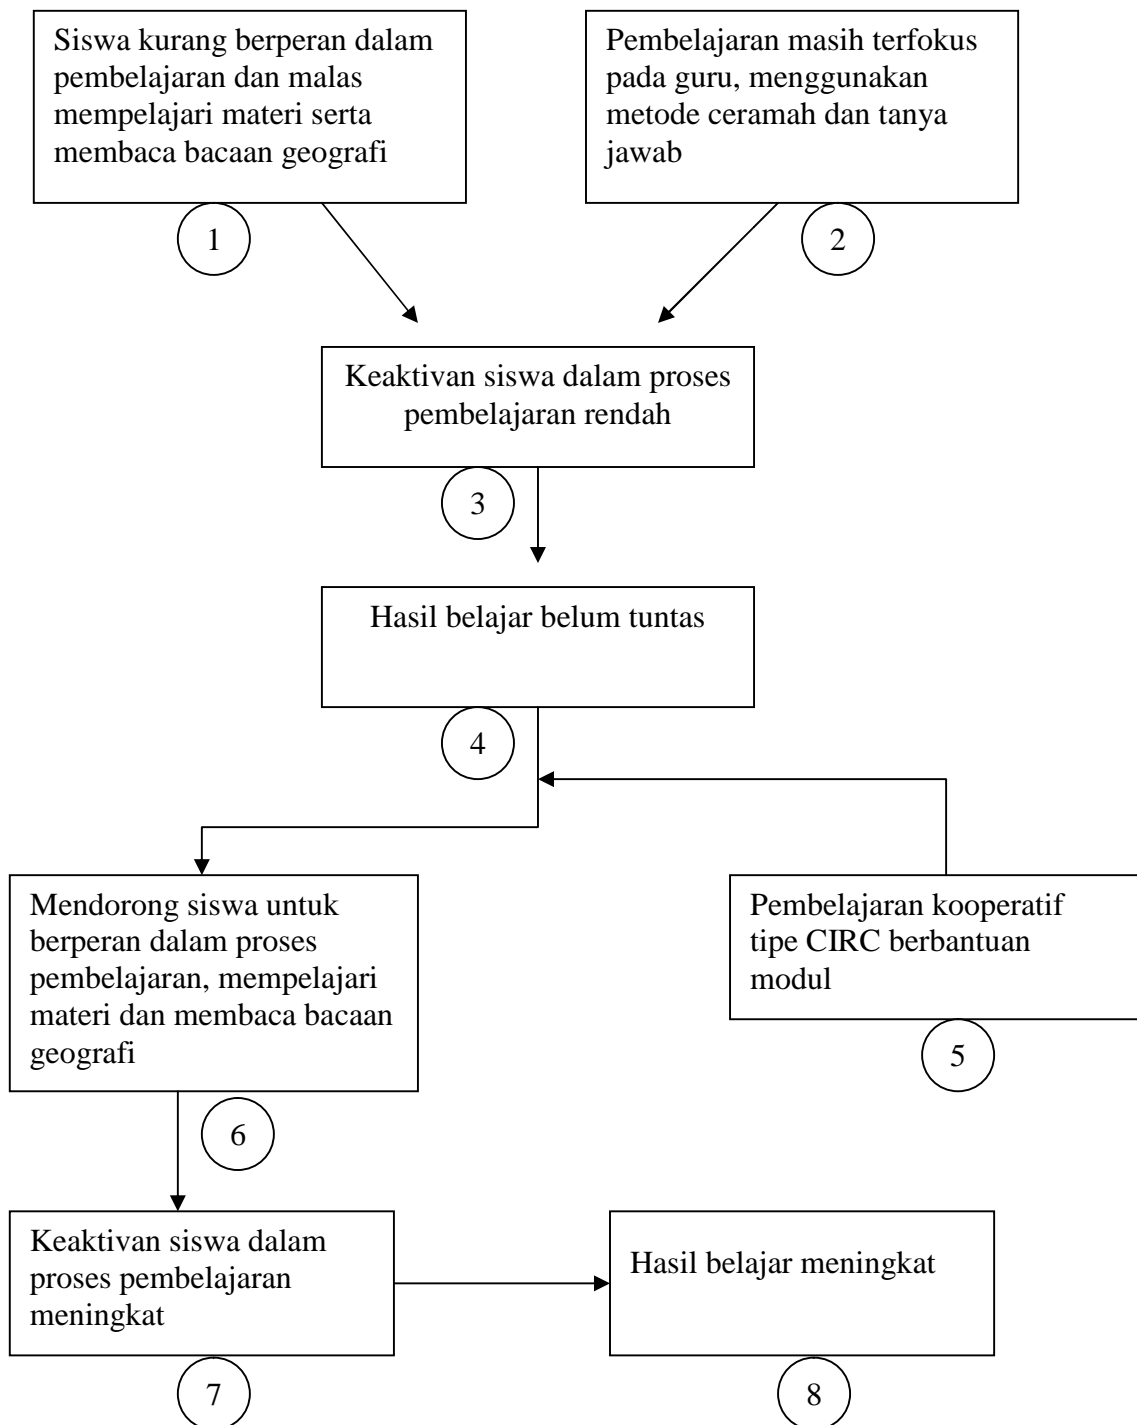 Siswa kurang berperan dalam
pembelajaran dan malas
mempelajari materi serta
membaca bacaan geografi
1
Pembelajaran masih terfokus
pada guru, menggunakan
metode ceramah dan tanya
jawab
2
Keaktivan siswa dalam proses
pembelajaran rendah
3
Hasil belajar belum tuntas
4
Pembelajaran kooperatif
tipe CIRC berbantuan
modul
5
Mendorong siswa untuk
berperan dalam proses
pembelajaran, mempelajari
materi dan membaca bacaan
geografi
6
Keaktivan siswa dalam
proses pembelajaran
meningkat
7
Hasil belajar meningkat
8